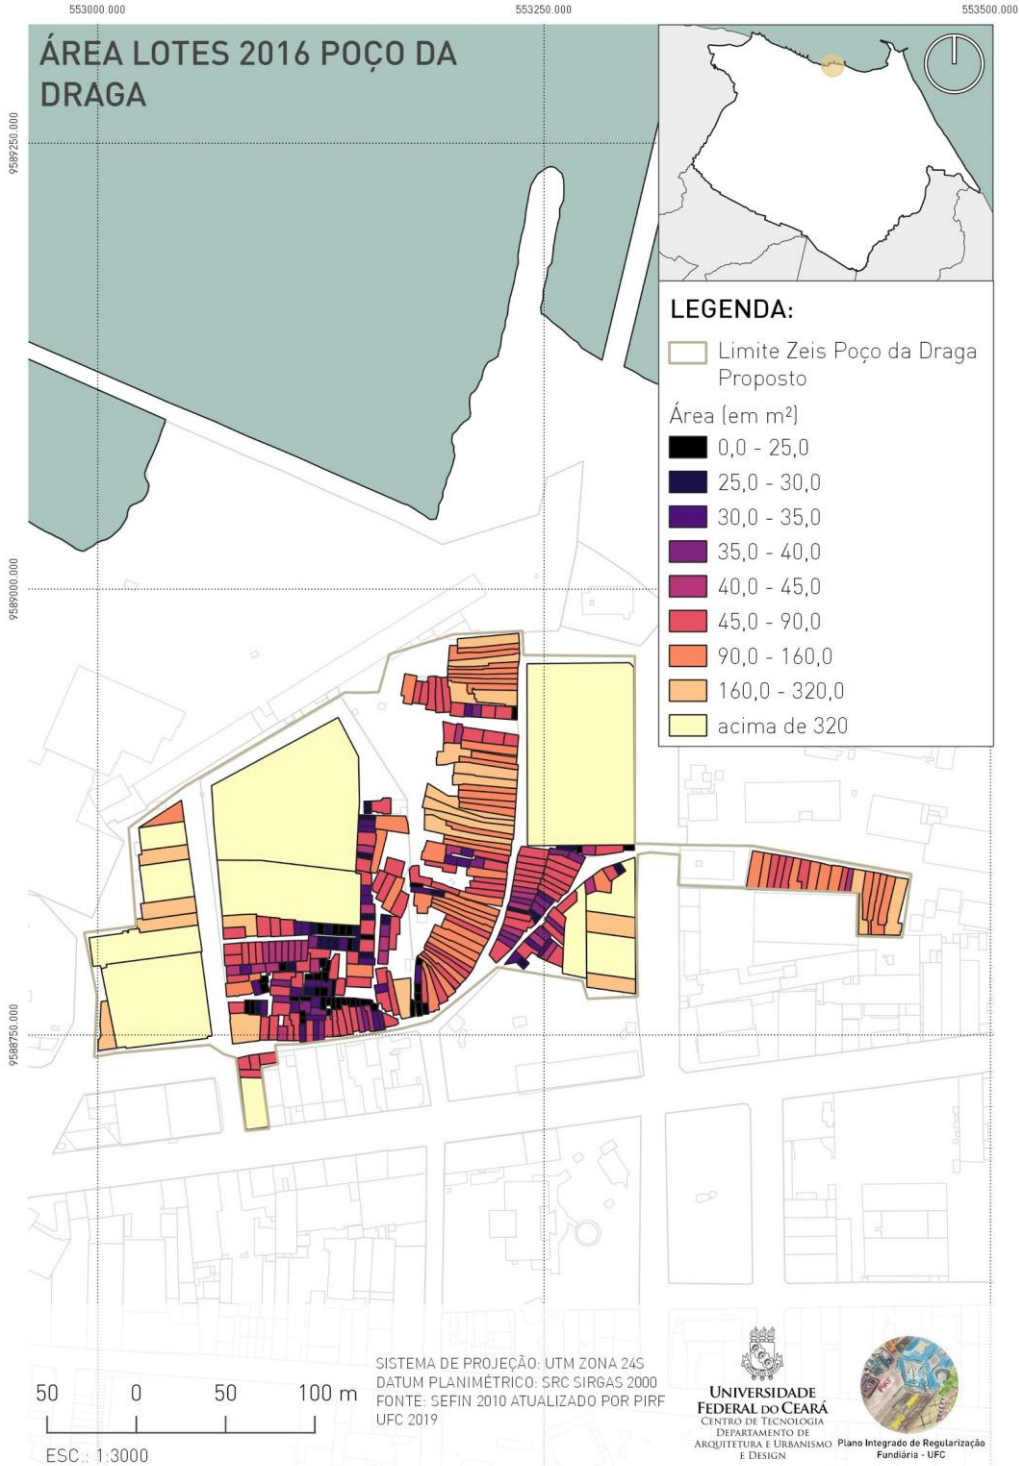 553000.000
553250.000
553500.000
ÁREA LOTES 2016 POÇO DA
DRAGA
9589250.000
9589000.000
9588750.000
LEGENDA:
Limite Zeis Poço da Draga
Proposto
Área (em m²)
0,0 - 25,0
25,0 - 30,0
30,0 - 35,0
35,0 - 40,0
40,0 - 45,0
45,0 - 90,0
90,0 - 160,0
160,0 - 320,0
acima de 320
50 0 50 100 m
ESC.: 1:3000
SISTEMA DE PROJEÇÃO: UTM ZONA 24S
DATUM PLANIMÉTRICO: SRC SIRGAS 2000
FONTE: SEFIN 2010 ATUALIZADO POR PIRF
UFC 2019
UNIVERSIDADE
FEDERAL DO CEARÁ
CENTRO DE TECNOLOGIA
DEPARTAMENTO DE
ARQUITETURA E URBANISMO
E DESIGN
PIRF
Plano Integrado de Regularização
Fundiária - UFC